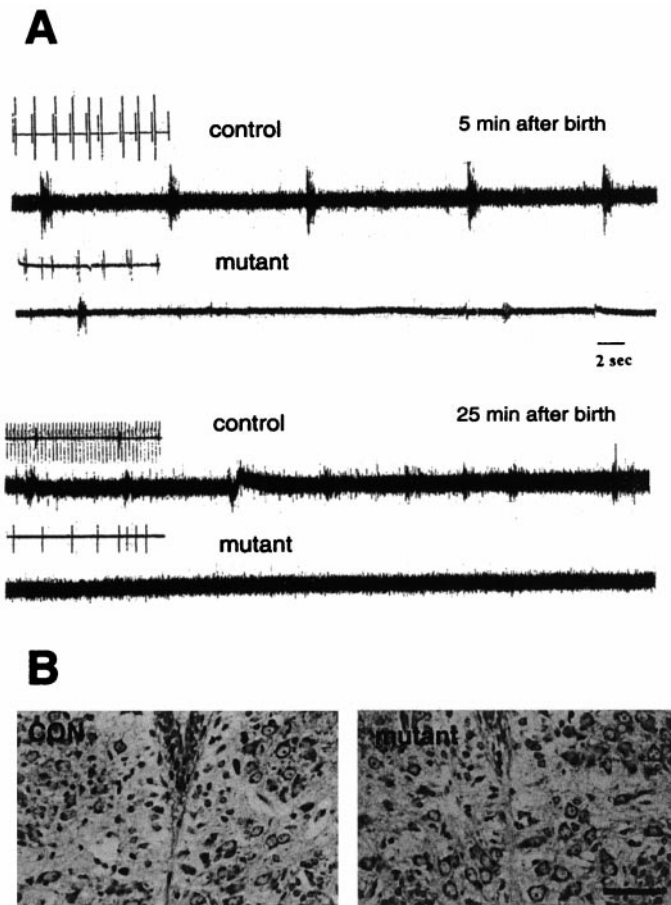 A
control
5 min after birth
mutant
2 sec
control
25 min after birth
mutant
B
CON
mutant